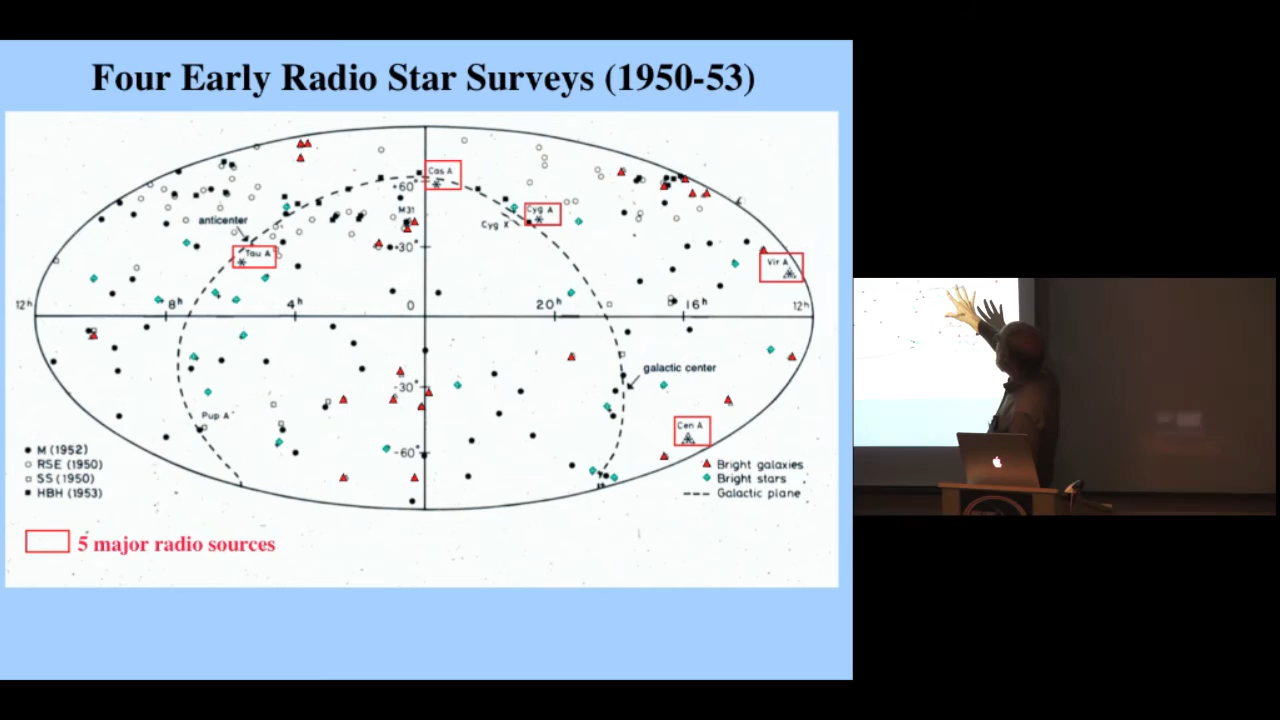 Four Early Radio Star Surveys (1950-53)
Cas A
+60°
M31
Cyg A
anticenter
Cyg X
Tau A
+30°
Vir A
12h
8h
4h
0
20h
16h
12h
galactic center
-30°
Pup A
Cen A
-60°
M (1952)
RSE (1950)
SS (1950)
HBH (1953)
Bright galaxies
Bright stars
Galactic plane
5 major radio sources